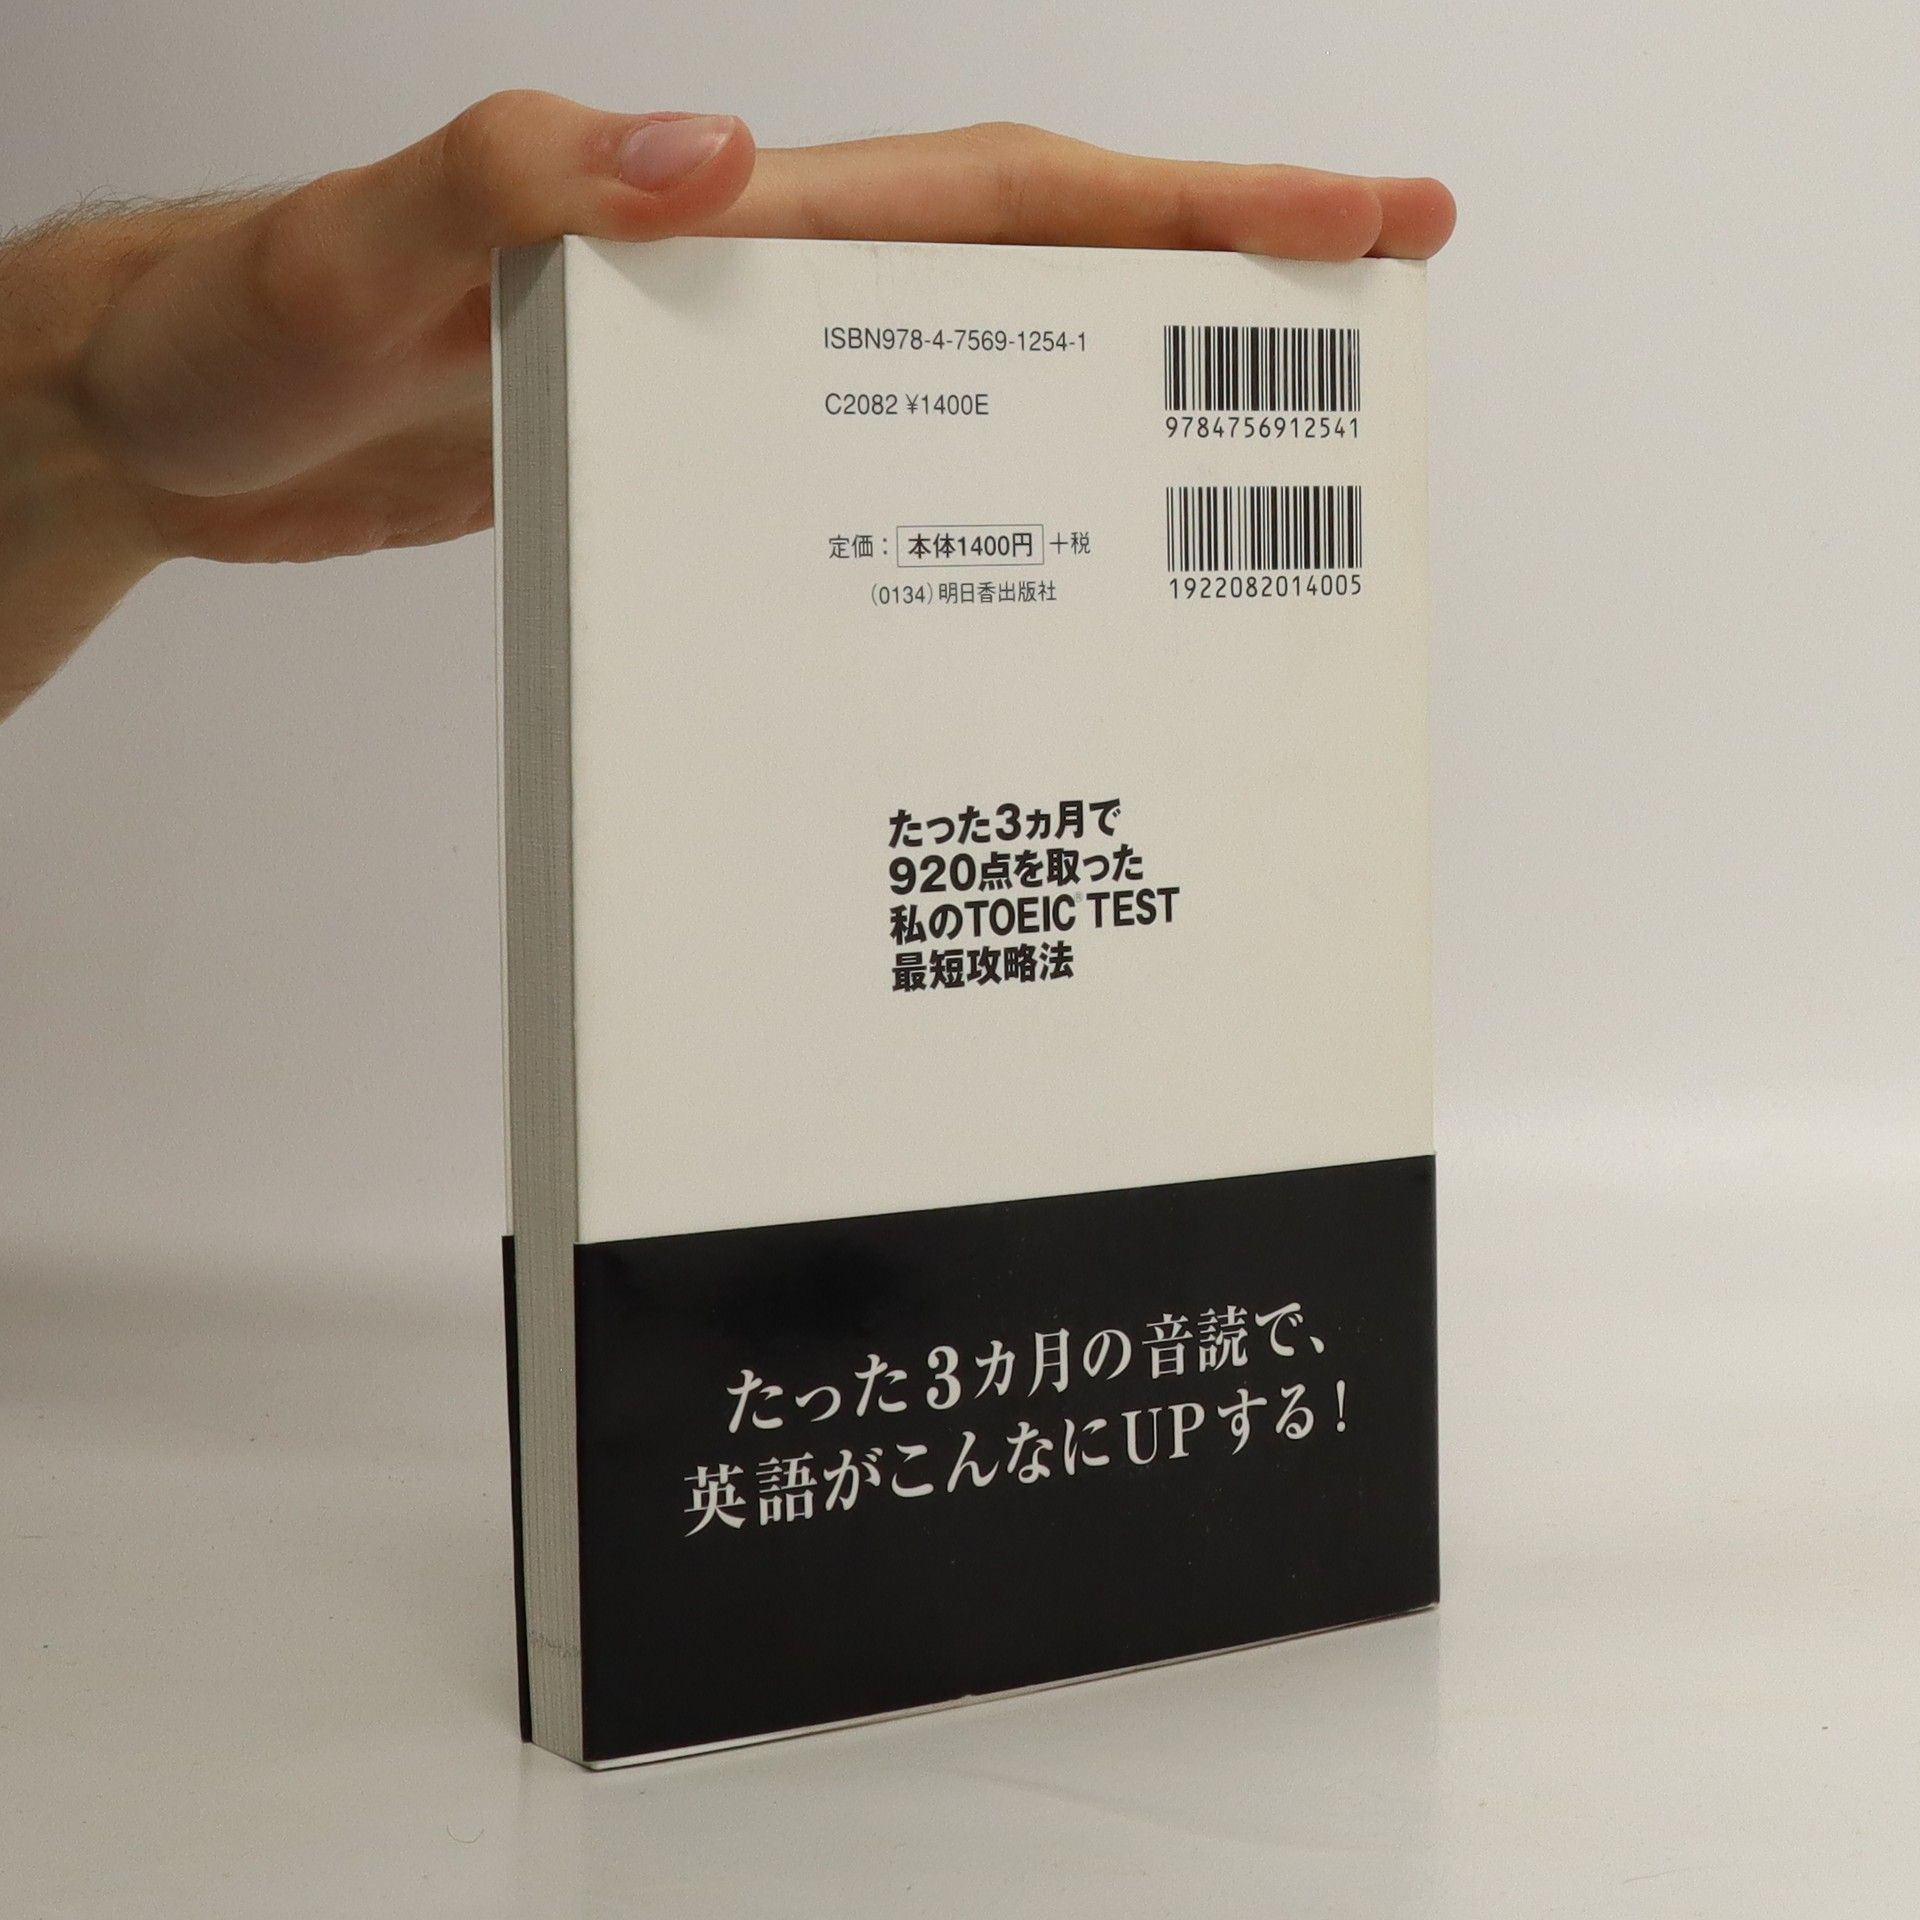 ISBN978-4-7569-1254-1
C2082 ¥1400E
9784756912541
定価： 本体1400円 ＋税
（0134）明日香出版社
1922082014005
たった3ヵ月で
920点を取った
私のTOEIC® TEST
最短攻略法
たった3カ月の音読で、
英語がこんなにUPする！